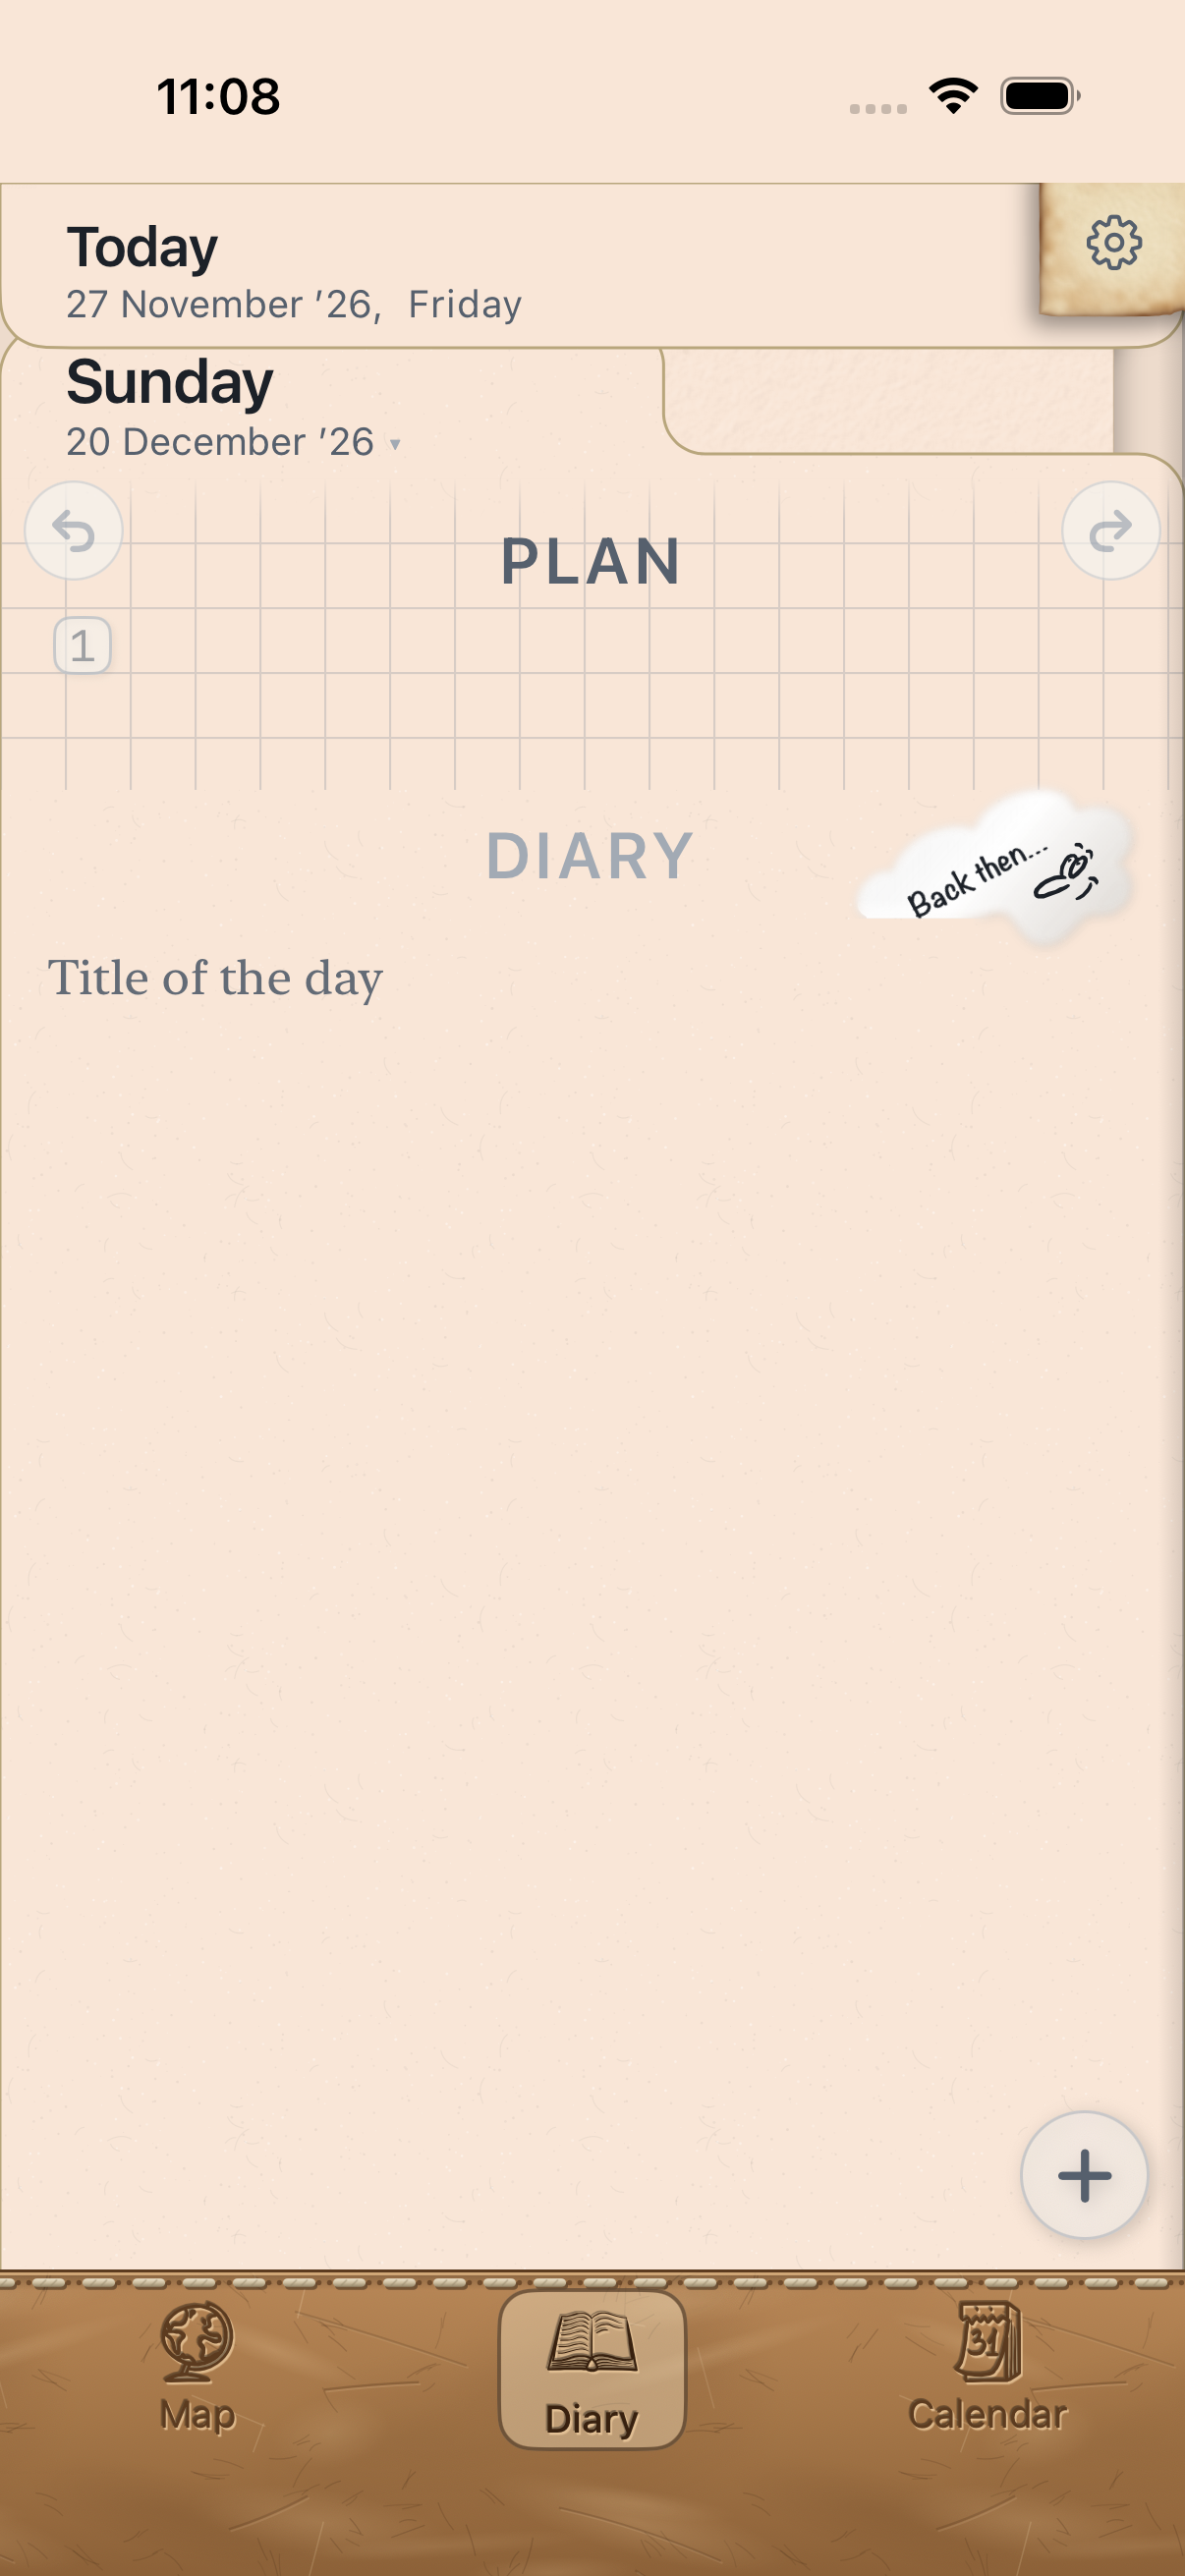 11:08
Today
27 November ’26, Friday
Sunday
20 December ’26 ▾
PLAN
1
DIARY
Back then...
Title of the day
31
Map
Diary
Calendar